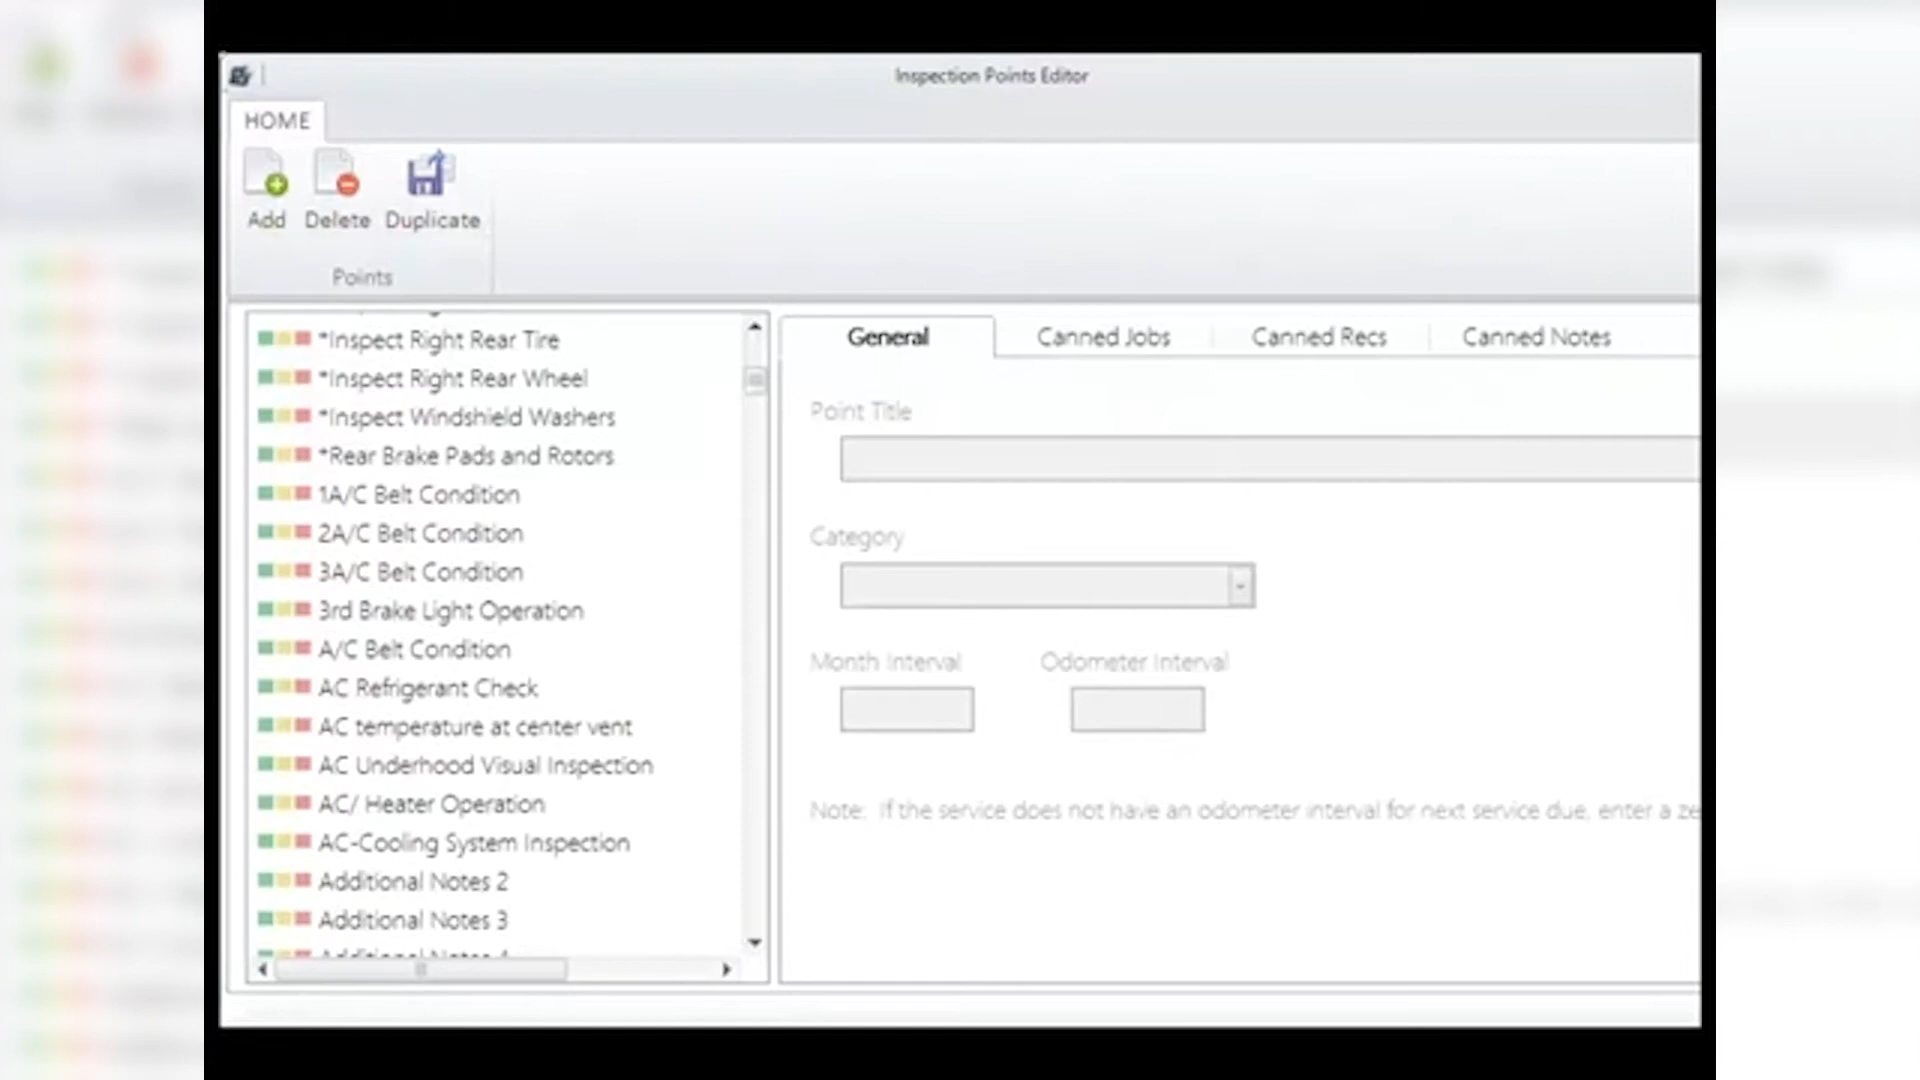 Inspection Points Editor
HOME
Add Delete Duplicate
Points
*Inspect Right Rear Tire
*Inspect Right Rear Wheel
*Inspect Windshield Washers
*Rear Brake Pads and Rotors
1A/C Belt Condition
2A/C Belt Condition
3A/C Belt Condition
3rd Brake Light Operation
A/C Belt Condition
AC Refrigerant Check
AC temperature at center vent
AC Underhood Visual Inspection
AC/ Heater Operation
AC-Cooling System Inspection
Additional Notes 2
Additional Notes 3
General Canned Jobs Canned Recs Canned Notes
Point Title
Category
Month Interval Odometer Interval
Note: If the service does not have an odometer interval for next service due, enter a